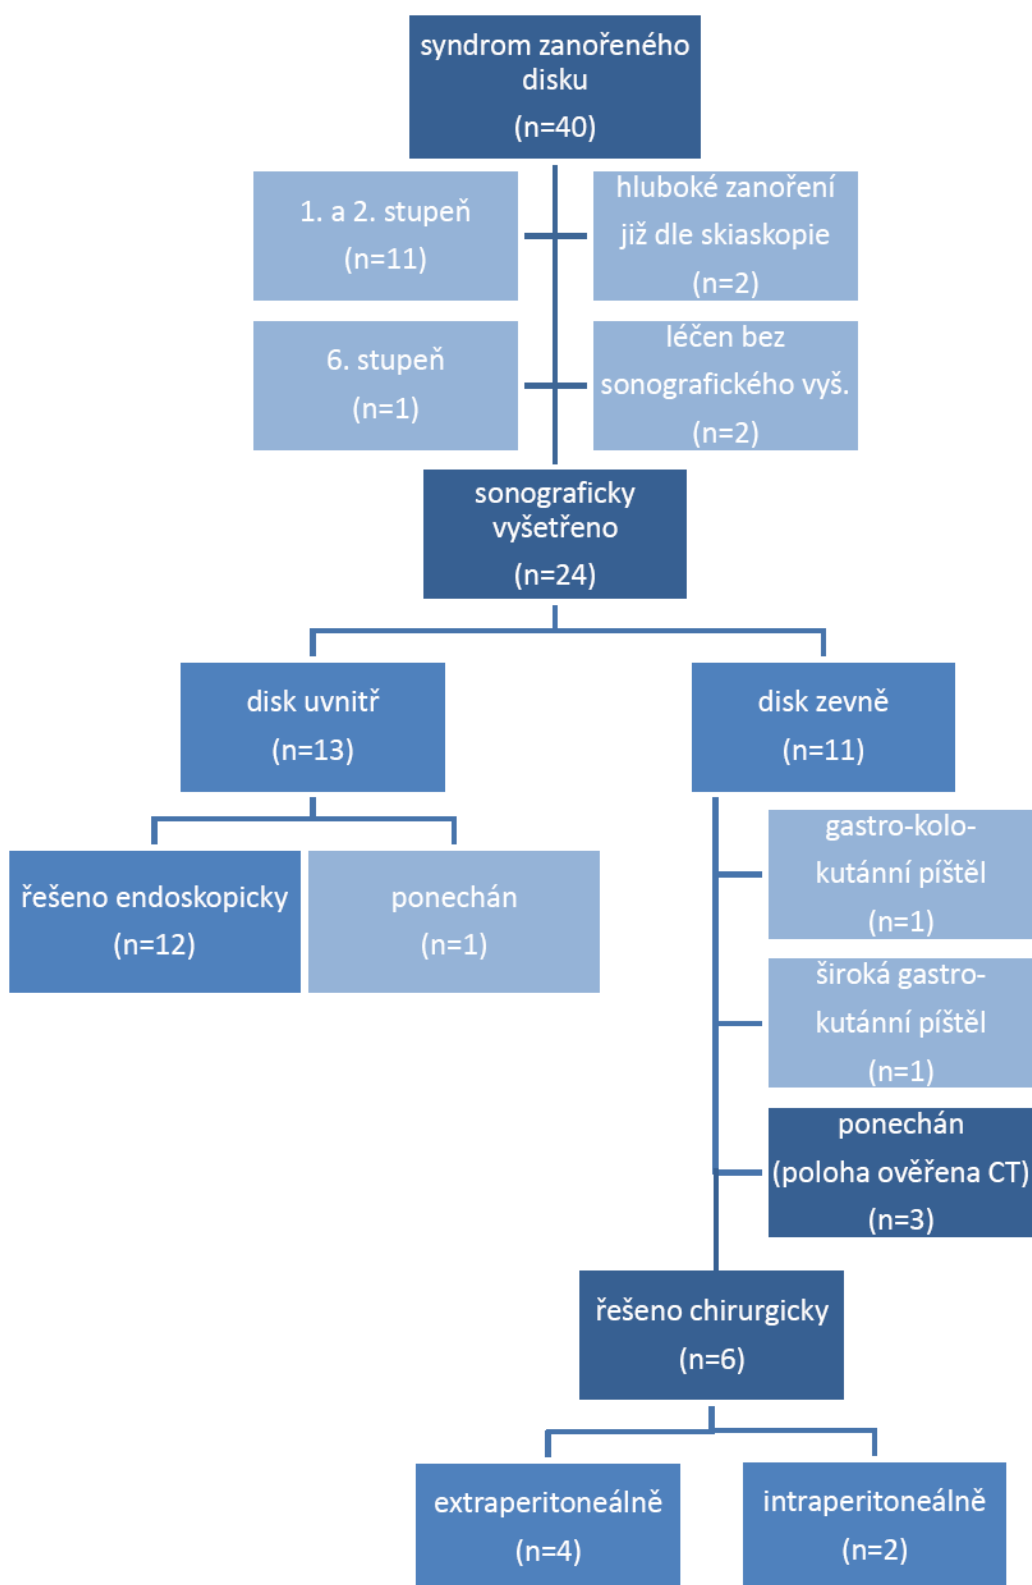 syndrom zanořeného
disku
(n=40)
1. a 2. stupeň
(n=11)
hluboké zanoření
již dle skiaskopie
(n=2)
6. stupeň
(n=1)
léčen bez
sonografického vyš.
(n=2)
sonograficky
vyšetřeno
(n=24)
disk uvnitř
(n=13)
disk zevně
(n=11)
řešeno endoskopicky
(n=12)
ponechán
(n=1)
gastro-kolo-
kutánní píštěl
(n=1)
široká gastro-
kutánní píštěl
(n=1)
ponechán
(poloha ověřena CT)
(n=3)
řešeno chirurgicky
(n=6)
extraperitoneálně
(n=4)
intraperitoneálně
(n=2)